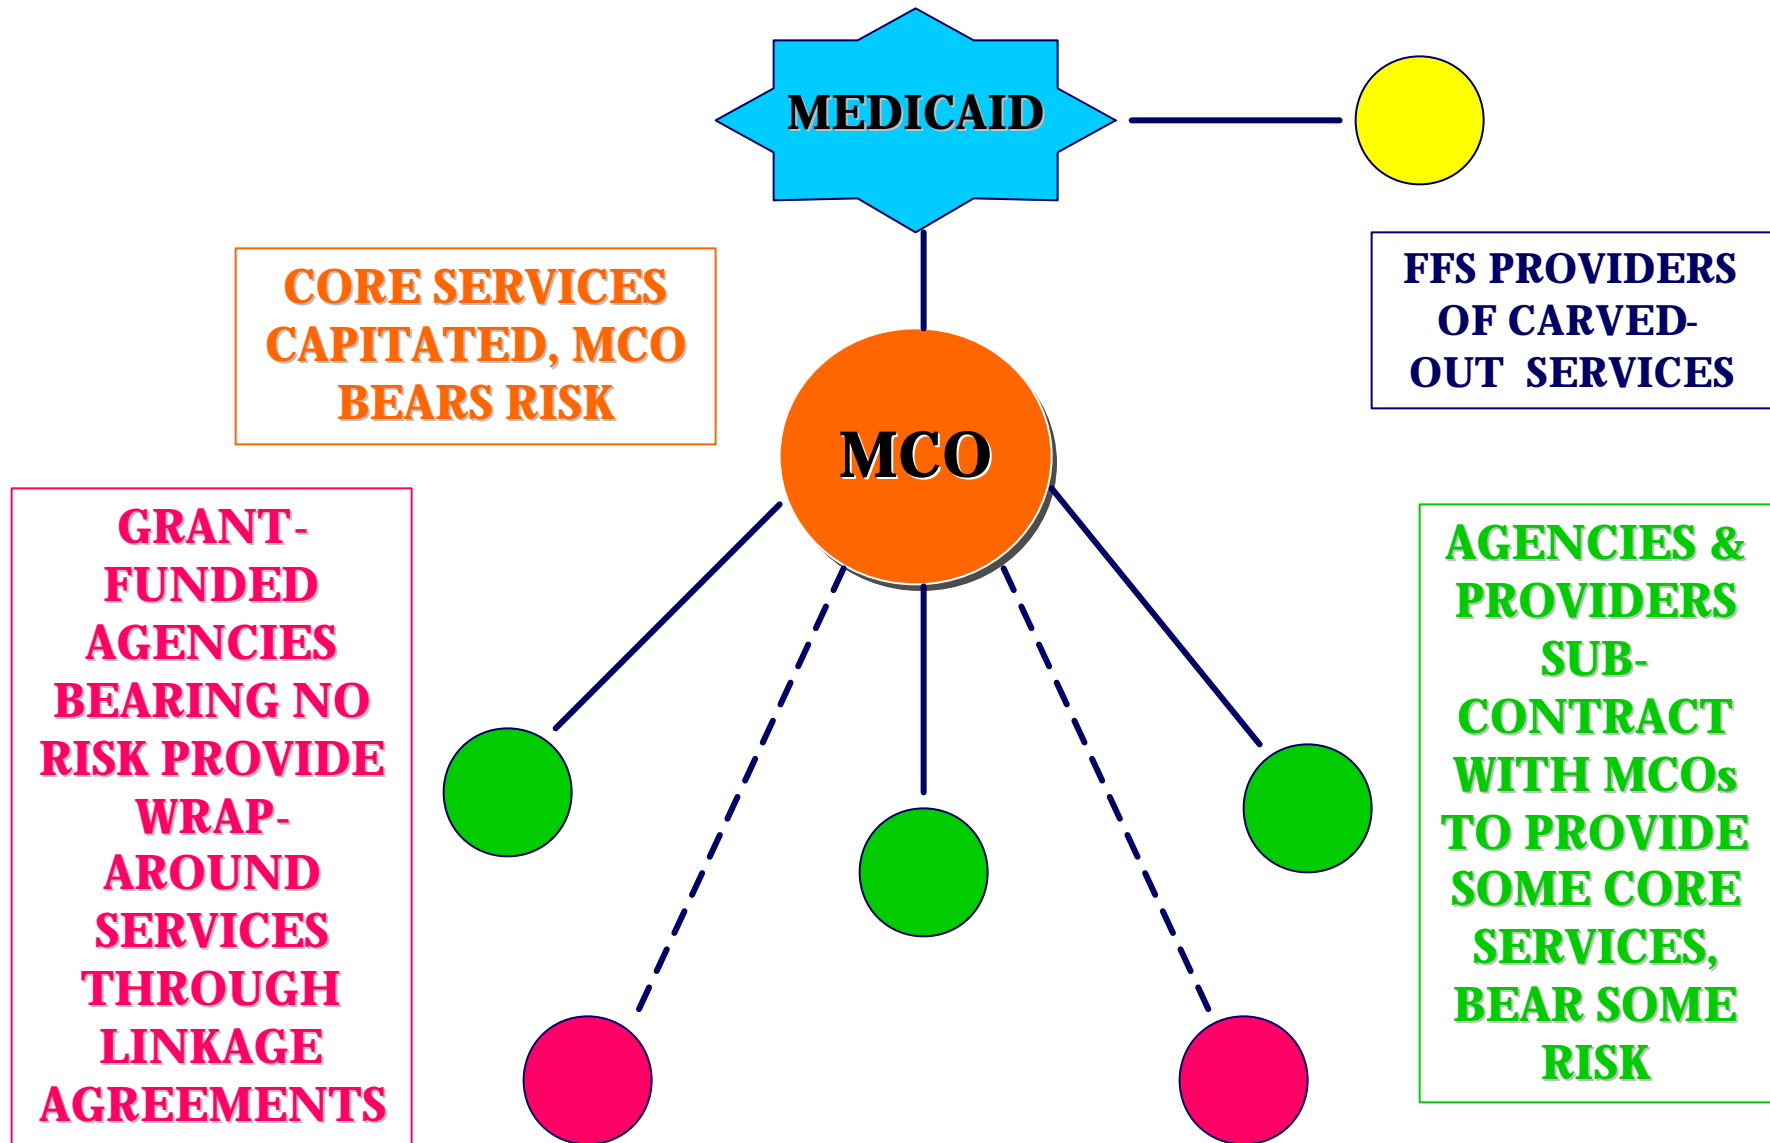 MEDICAID
CORE SERVICES
CAPITATED, MCO
BEARS RISK
FFS PROVIDERS
OF CARVED-
OUT SERVICES
MCO
GRANT-
FUNDED
AGENCIES
BEARING NO
RISK PROVIDE
WRAP-
AROUND
SERVICES
THROUGH
LINKAGE
AGREEMENTS
AGENCIES &
PROVIDERS
SUB-
CONTRACT
WITH MCOs
TO PROVIDE
SOME CORE
SERVICES,
BEAR SOME
RISK